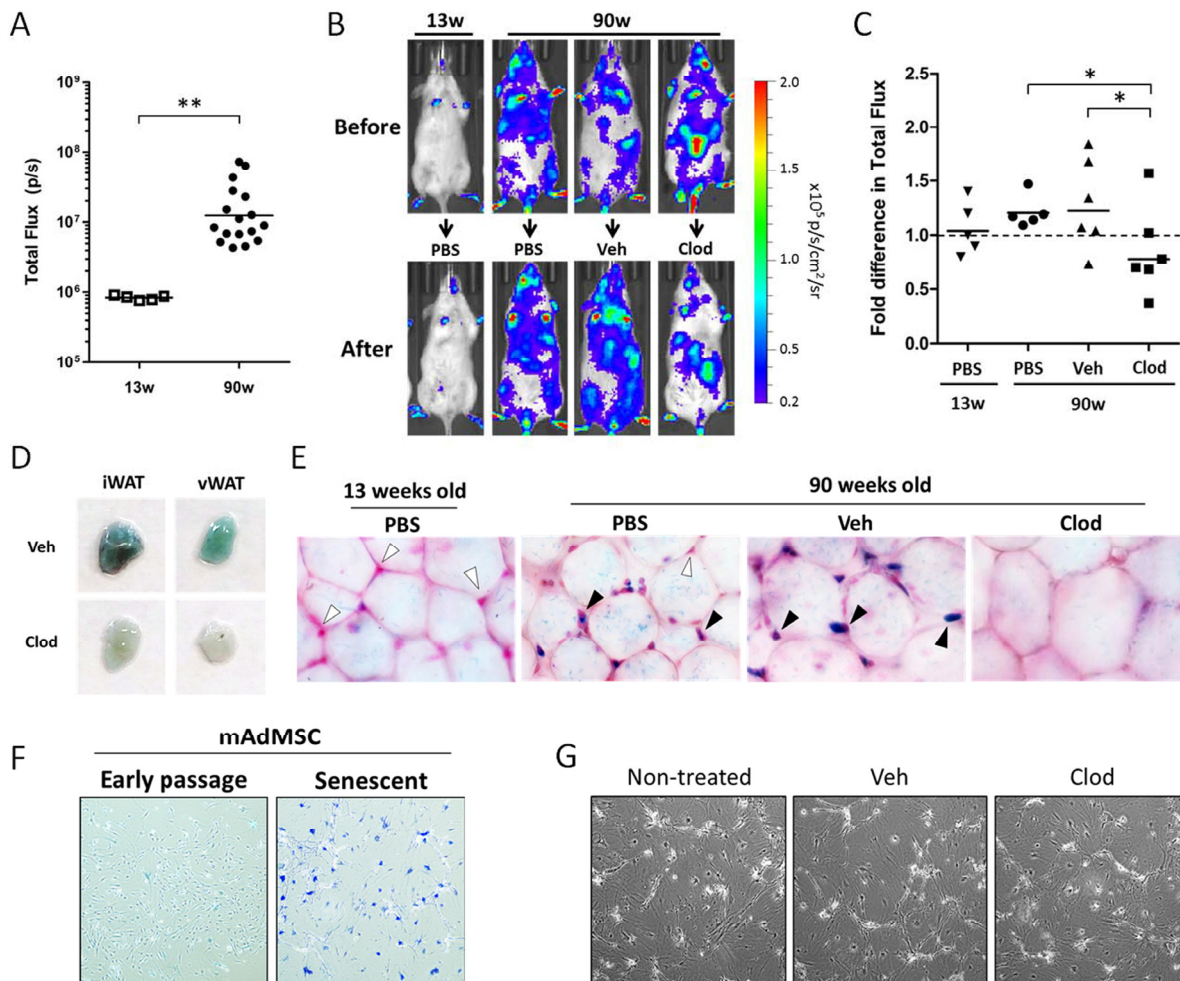 A
Total Flux (p/s)
10⁹
10⁸
10⁷
10⁶
10⁵
**
13w
90w
B
13w
90w
Before
PBS
PBS
Veh
Clod
After
2.0
1.5
1.0
0.5
0.2
x10⁵ p/s/cm²/sr
C
Fold difference in Total Flux
2.5
2.0
1.5
1.0
0.5
0.0
*
*
PBS
PBS
Veh
Clod
13w
90w
D
iWAT
vWAT
Veh
Clod
E
13 weeks old
90 weeks old
PBS
PBS
Veh
Clod
F
mAdMSC
Early passage
Senescent
G
Non-treated
Veh
Clod